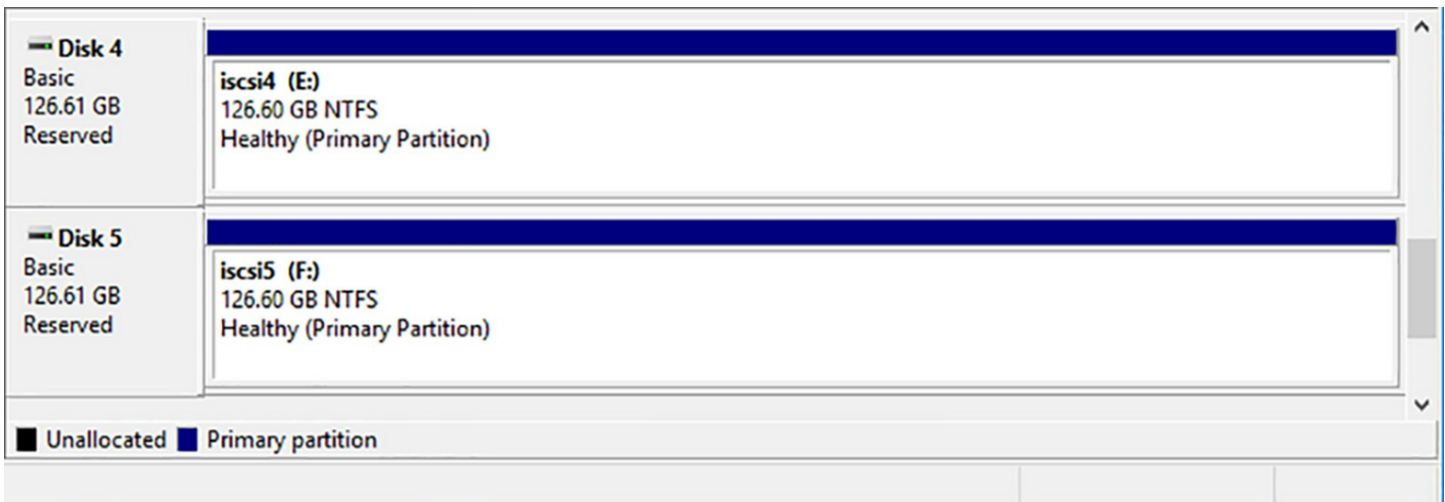 Disk 4
Basic
126.61 GB
Reserved
iscsi4 (E:)
126.60 GB NTFS
Healthy (Primary Partition)
Disk 5
Basic
126.61 GB
Reserved
iscsi5 (F:)
126.60 GB NTFS
Healthy (Primary Partition)
Unallocated Primary partition